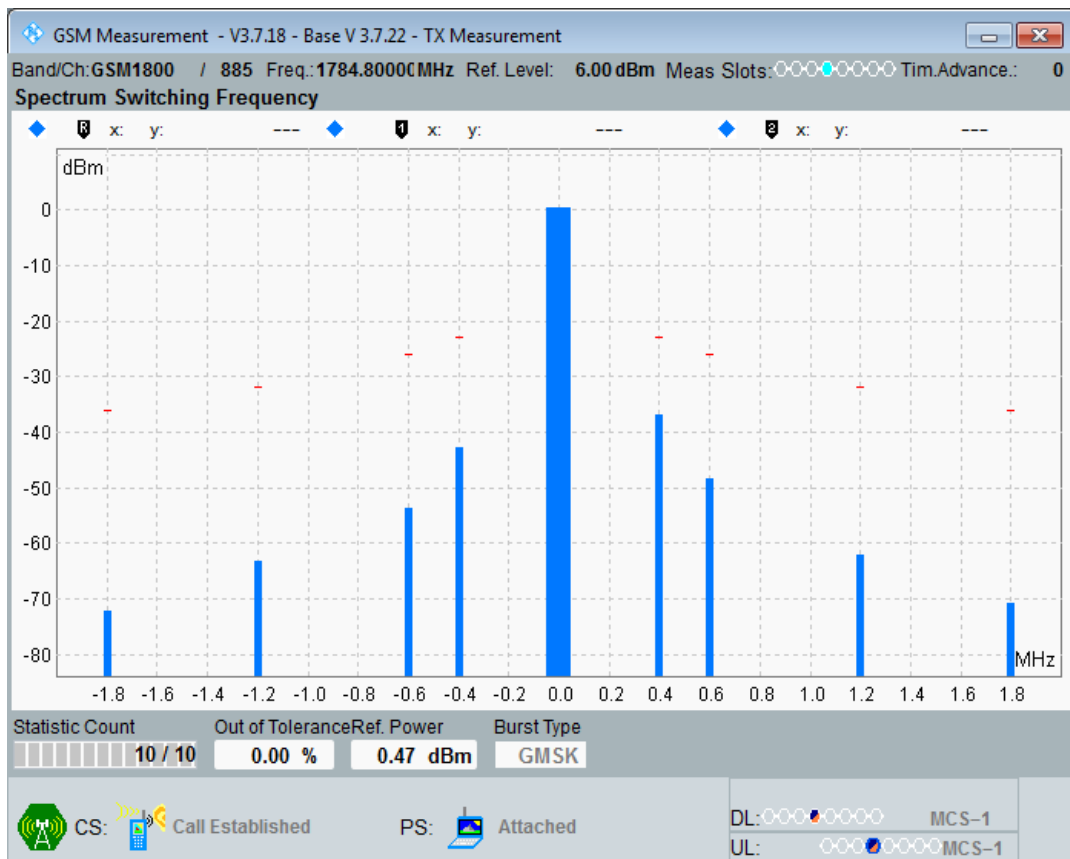 GSM Measurement - V3.7.18 - Base V 3.7.22 - TX Measurement
Band/Ch:GSM1800 / 885 Freq.:1784.80000MHz Ref. Level: 6.00 dBm Meas Slots: Tim.Advance.: 0
Spectrum Switching Frequency
R x: y: --- 1 x: y: --- 2 x: y: ---
dBm
0
-10
-20
-30
-40
-50
-60
-70
-80
MHz
-1.8 -1.6 -1.4 -1.2 -1.0 -0.8 -0.6 -0.4 -0.2 0.0 0.2 0.4 0.6 0.8 1.0 1.2 1.4 1.6 1.8
Statistic Count Out of Tolerance Ref. Power Burst Type
10 / 10 0.00 % 0.47 dBm GMSK
CS: Call Established PS: Attached
DL: MCS-1
UL: MCS-1